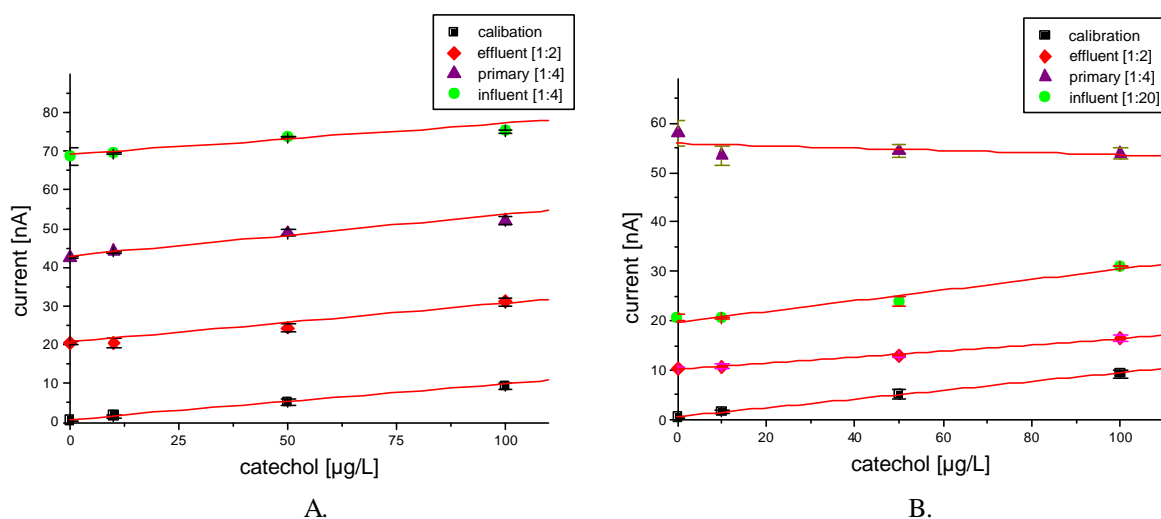 calibation
effluent [1:2]
primary [1:4]
influent [1:4]
current [nA]
80
70
60
50
40
30
20
10
0
0 25 50 75 100
catechol [µg/L]
A.
calibration
effluent [1:2]
primary [1:4]
influent [1:20]
current [nA]
60
50
40
30
20
10
0
0 20 40 60 80 100
catechol [µg/L]
B.